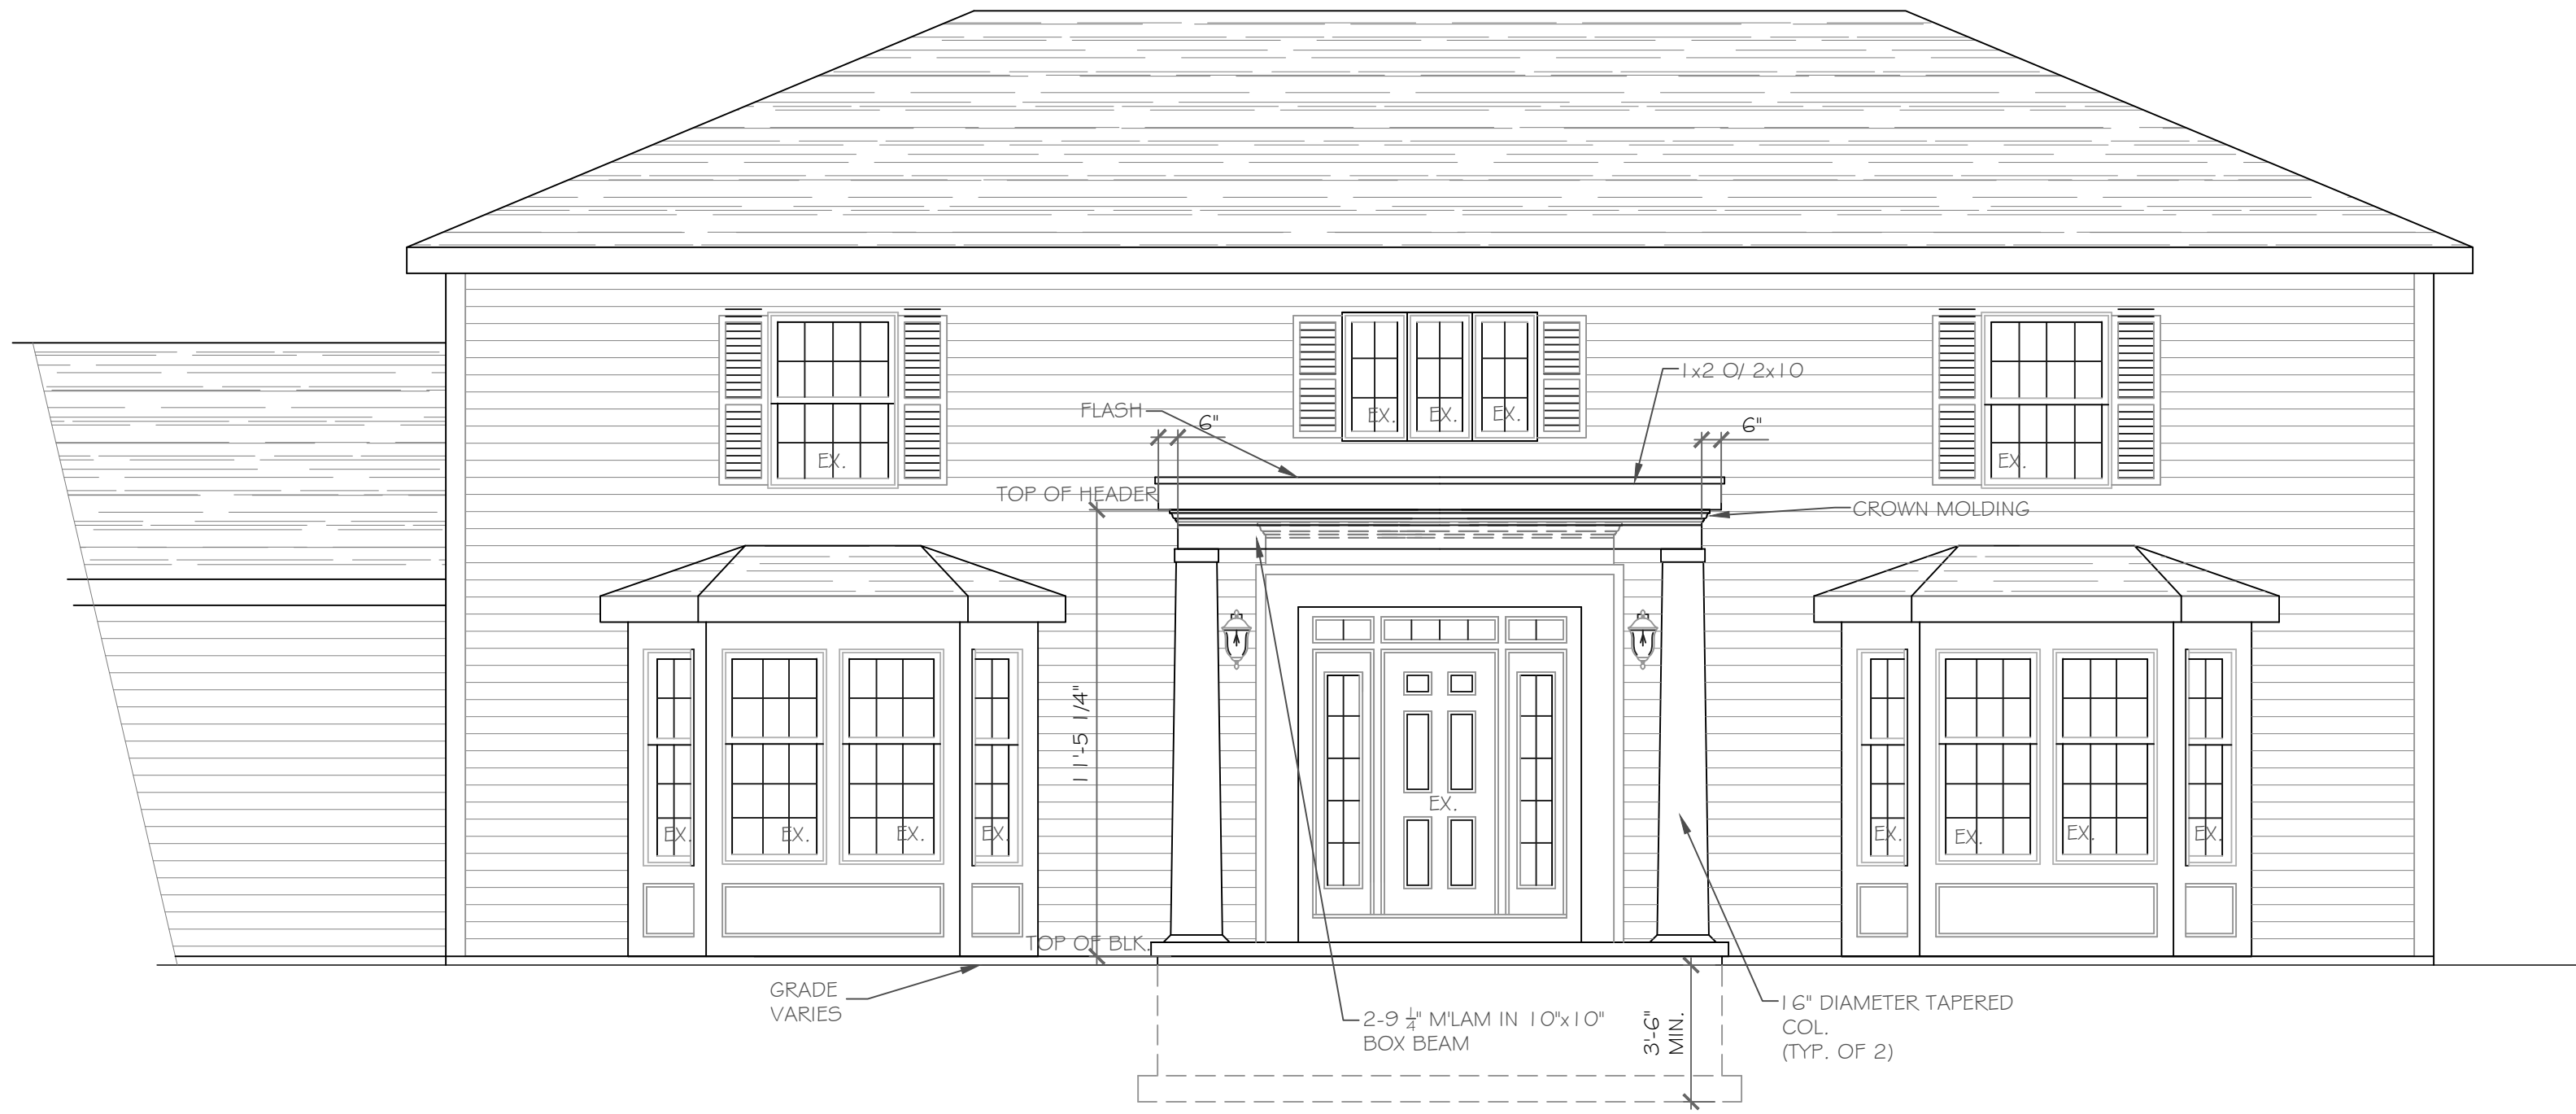 1x2 O/ 2x10
FLASH
6"
6"
EX.
EX.
EX.
EX.
EX.
TOP OF HEADER
CROWN MOLDING
11'-5 1/4"
EX.
EX.
EX.
EX.
EX.
EX.
EX.
EX.
EX.
TOP OF BLK.
GRADE
VARIES
2-9 1/4" M'LAM IN 10"x10"
BOX BEAM
3'-6"
MIN.
16" DIAMETER TAPERED
COL.
(TYP. OF 2)